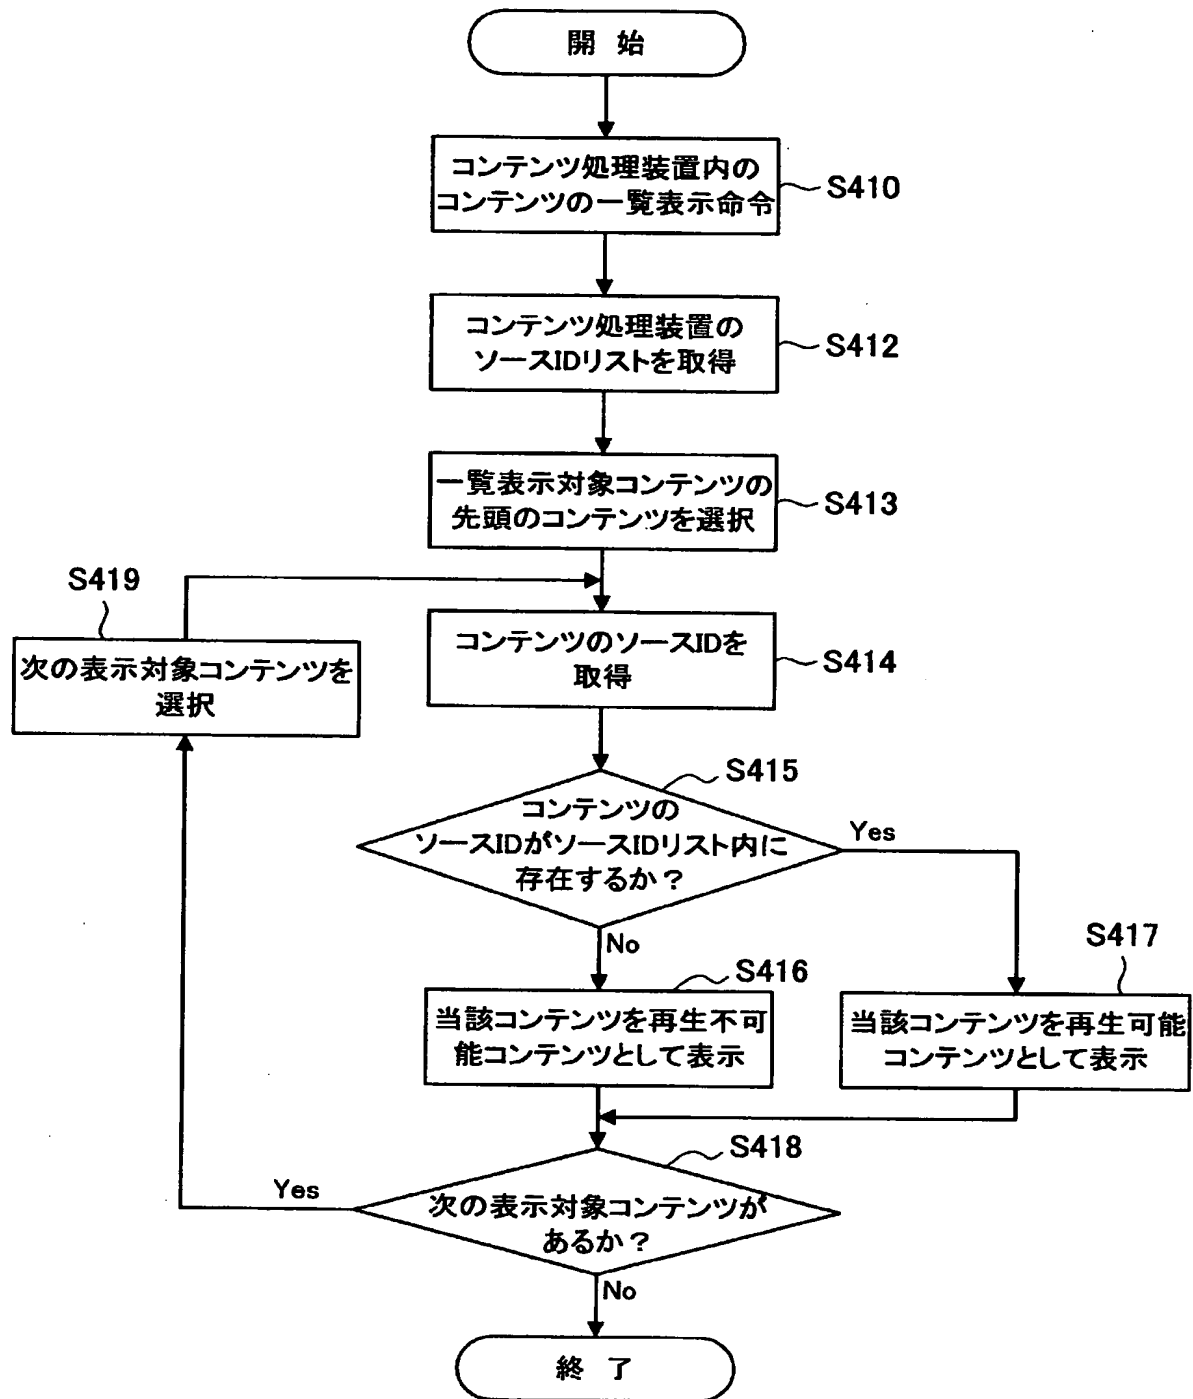 開始
コンテンツ処理装置内の
コンテンツの一覧表示命令
S410
コンテンツ処理装置の
ソースIDリストを取得
S412
一覧表示対象コンテンツの
先頭のコンテンツを選択
S413
S419
次の表示対象コンテンツを
選択
コンテンツのソースIDを
取得
S414
S415
コンテンツの
ソースIDがソースIDリスト内に
存在するか？
Yes
No
S416
当該コンテンツを再生不可
能コンテンツとして表示
S417
当該コンテンツを再生可能
コンテンツとして表示
S418
次の表示対象コンテンツが
あるか？
Yes
No
終了